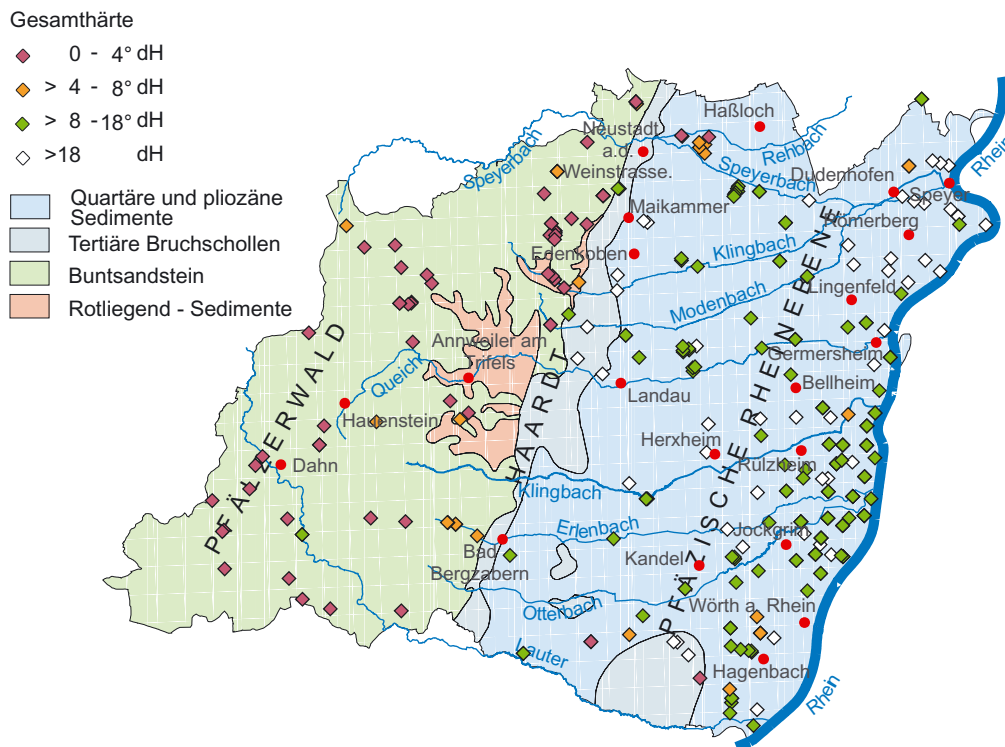 Gesamthärte
0 - 4° dH
> 4 - 8° dH
> 8 -18° dH
>18 dH
Quartäre und pliozäne
Sedimente
Tertiäre Bruchschollen
Buntsandstein
Rotliegend - Sedimente
Haßloch
Neustadt
a.d.
Weinstrasse.
Speyerbach
Rehbach
Rhein
Speyerbach
Dudenhofen
Speyer
Maikammer
Römerberg
Edenkoben
Klingbach
Lingenfeld
Modenbach
Annweiler am
Trifels
Germersheim
Queich
Bellheim
Landau
Hauenstein
Herxheim
Rülzheim
Dahn
Klingbach
PFÄLZERWALD
HAARDT
PFÄZISCHE RHEINEBENE
Erlenbach
Jockgrim
Bad
Bergzabern
Kandel
Otterbach
Wörth a. Rhein
Lauter
Hagenbach
Rhein